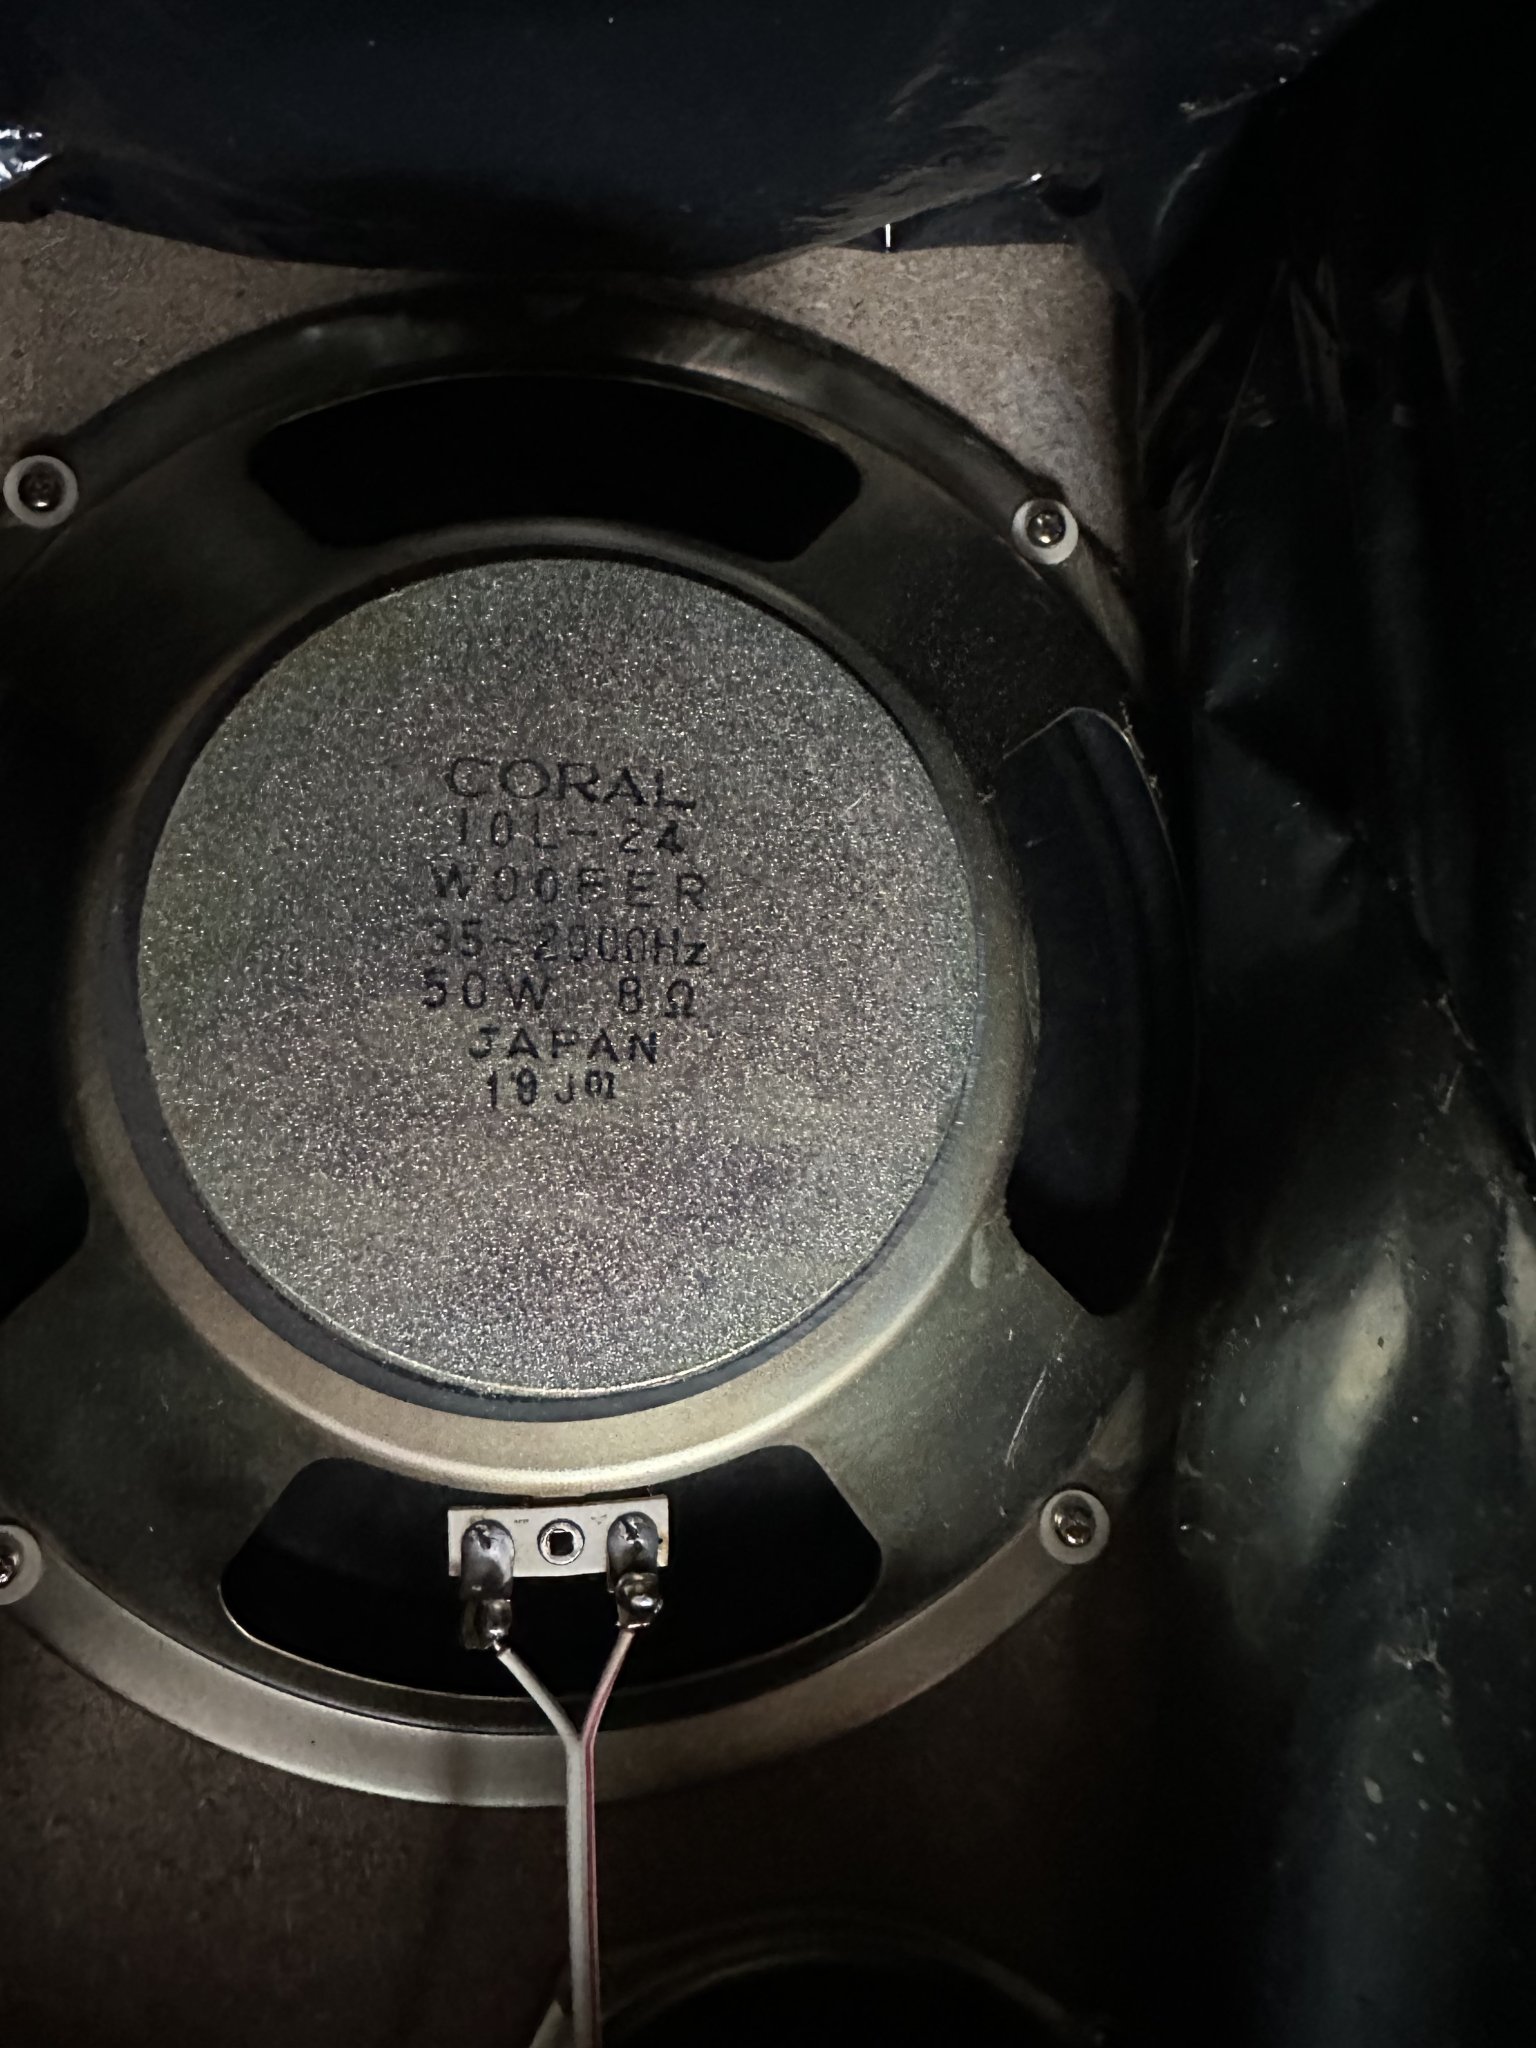 CORAL
10L-24
WOOFER
35~2000Hz
50W 8Ω
JAPAN